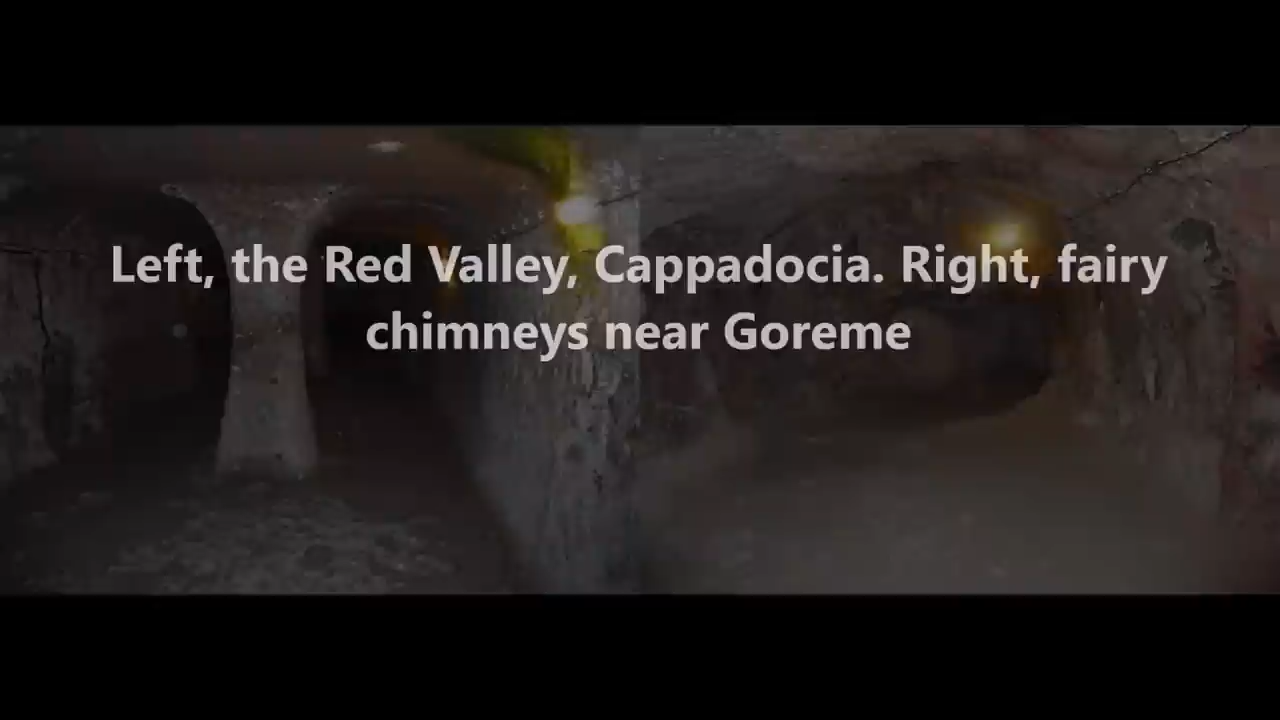 Left, the Red Valley, Cappadocia. Right, fairy
chimneys near Goreme